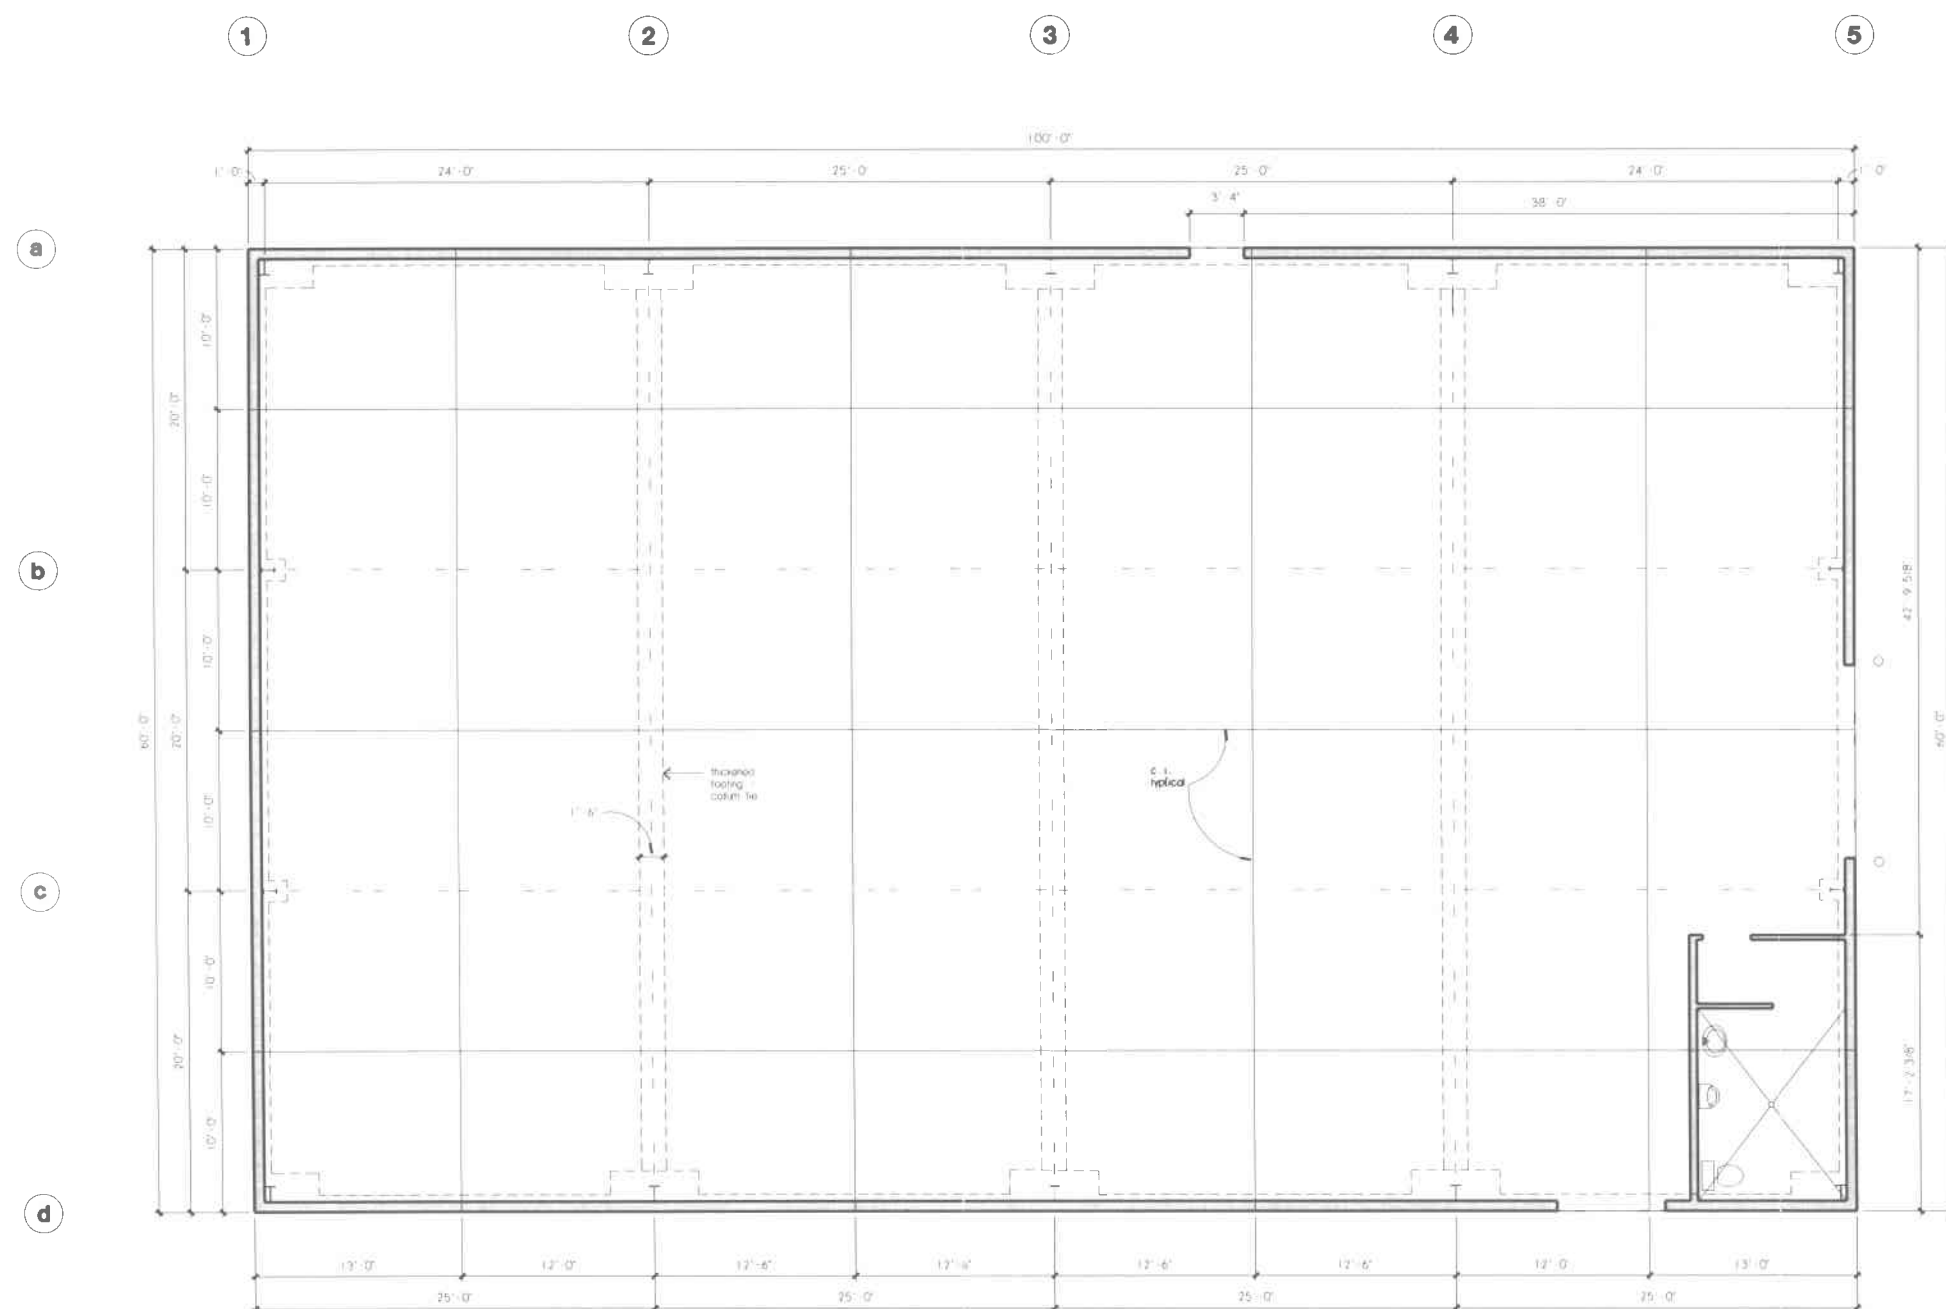 1 2 3 4 5
100'-0"
1'-0" 24'-0" 25'-0" 25'-0" 24'-0" 1'-0"
3'-4" 38'-0"
a
10'-0"
20'-0"
10'-0"
b
42'-9 5/8"
10'-0"
60'-0" 20'-0" 60'-0"
thickened
footing
column tie
c. j.
typical
10'-0"
1'-6"
c
10'-0"
20'-0"
17'-2 3/8"
10'-0"
d
13'-0" 12'-0" 12'-6" 12'-6" 12'-6" 12'-6" 12'-0" 13'-0"
25'-0" 25'-0" 25'-0" 25'-0"